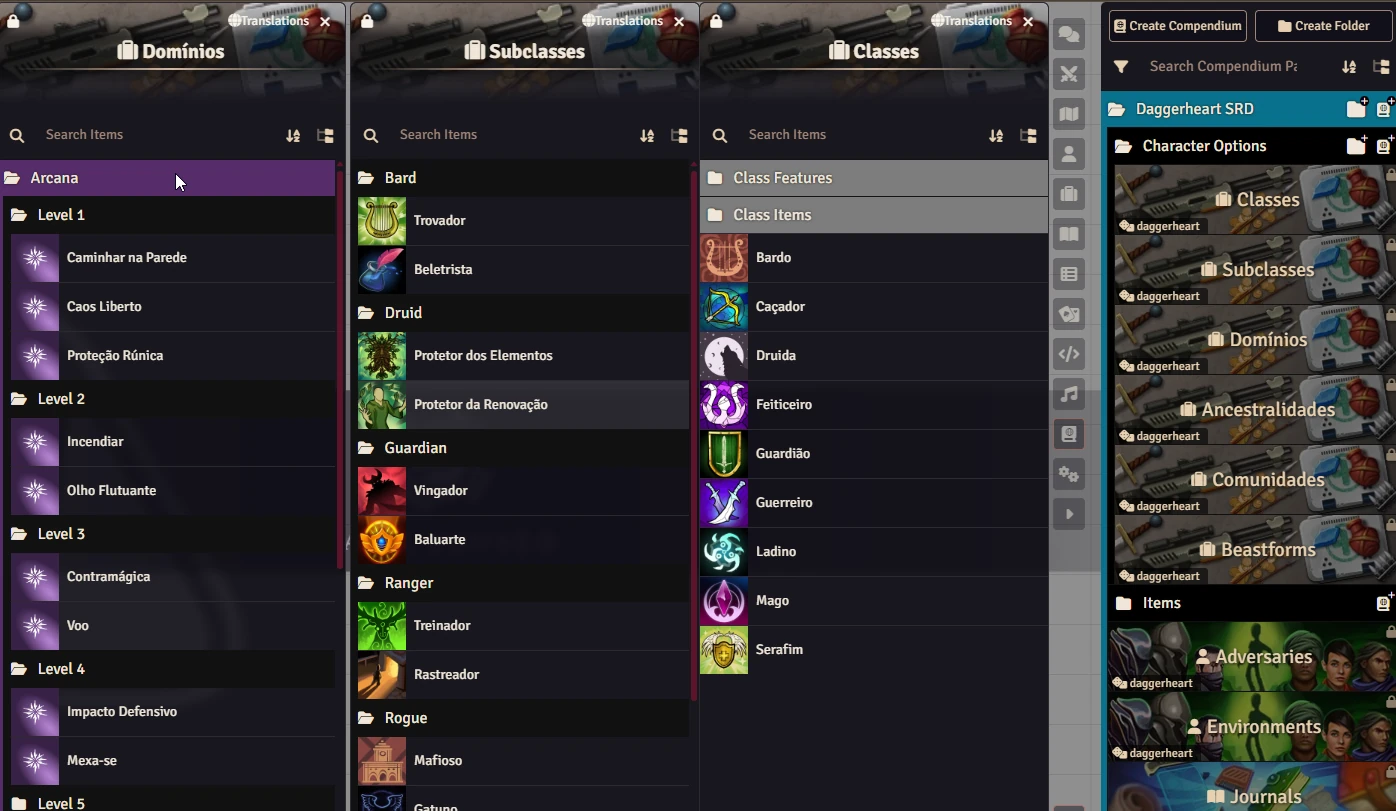 Translations
Domínios
Search Items
Arcana
Level 1
Caminhar na Parede
Caos Liberto
Proteção Rúnica
Level 2
Incendiar
Olho Flutuante
Level 3
Contramágica
Voo
Level 4
Impacto Defensivo
Mexa-se
Level 5
Translations
Subclasses
Search Items
Bard
Trovador
Beletrista
Druid
Protetor dos Elementos
Protetor da Renovação
Guardian
Vingador
Baluarte
Ranger
Treinador
Rastreador
Rogue
Mafioso
Gatuno
Translations
Classes
Search Items
Class Features
Class Items
Bardo
Caçador
Druida
Feiticeiro
Guardião
Guerreiro
Ladino
Mago
Serafim
Create Compendium
Create Folder
Search Compendium Pa
Daggerheart SRD
Character Options
Classes
daggerheart
Subclasses
daggerheart
Domínios
daggerheart
Ancestralidades
daggerheart
Comunidades
daggerheart
Beastforms
daggerheart
Items
Adversaries
daggerheart
Environments
daggerheart
Journals